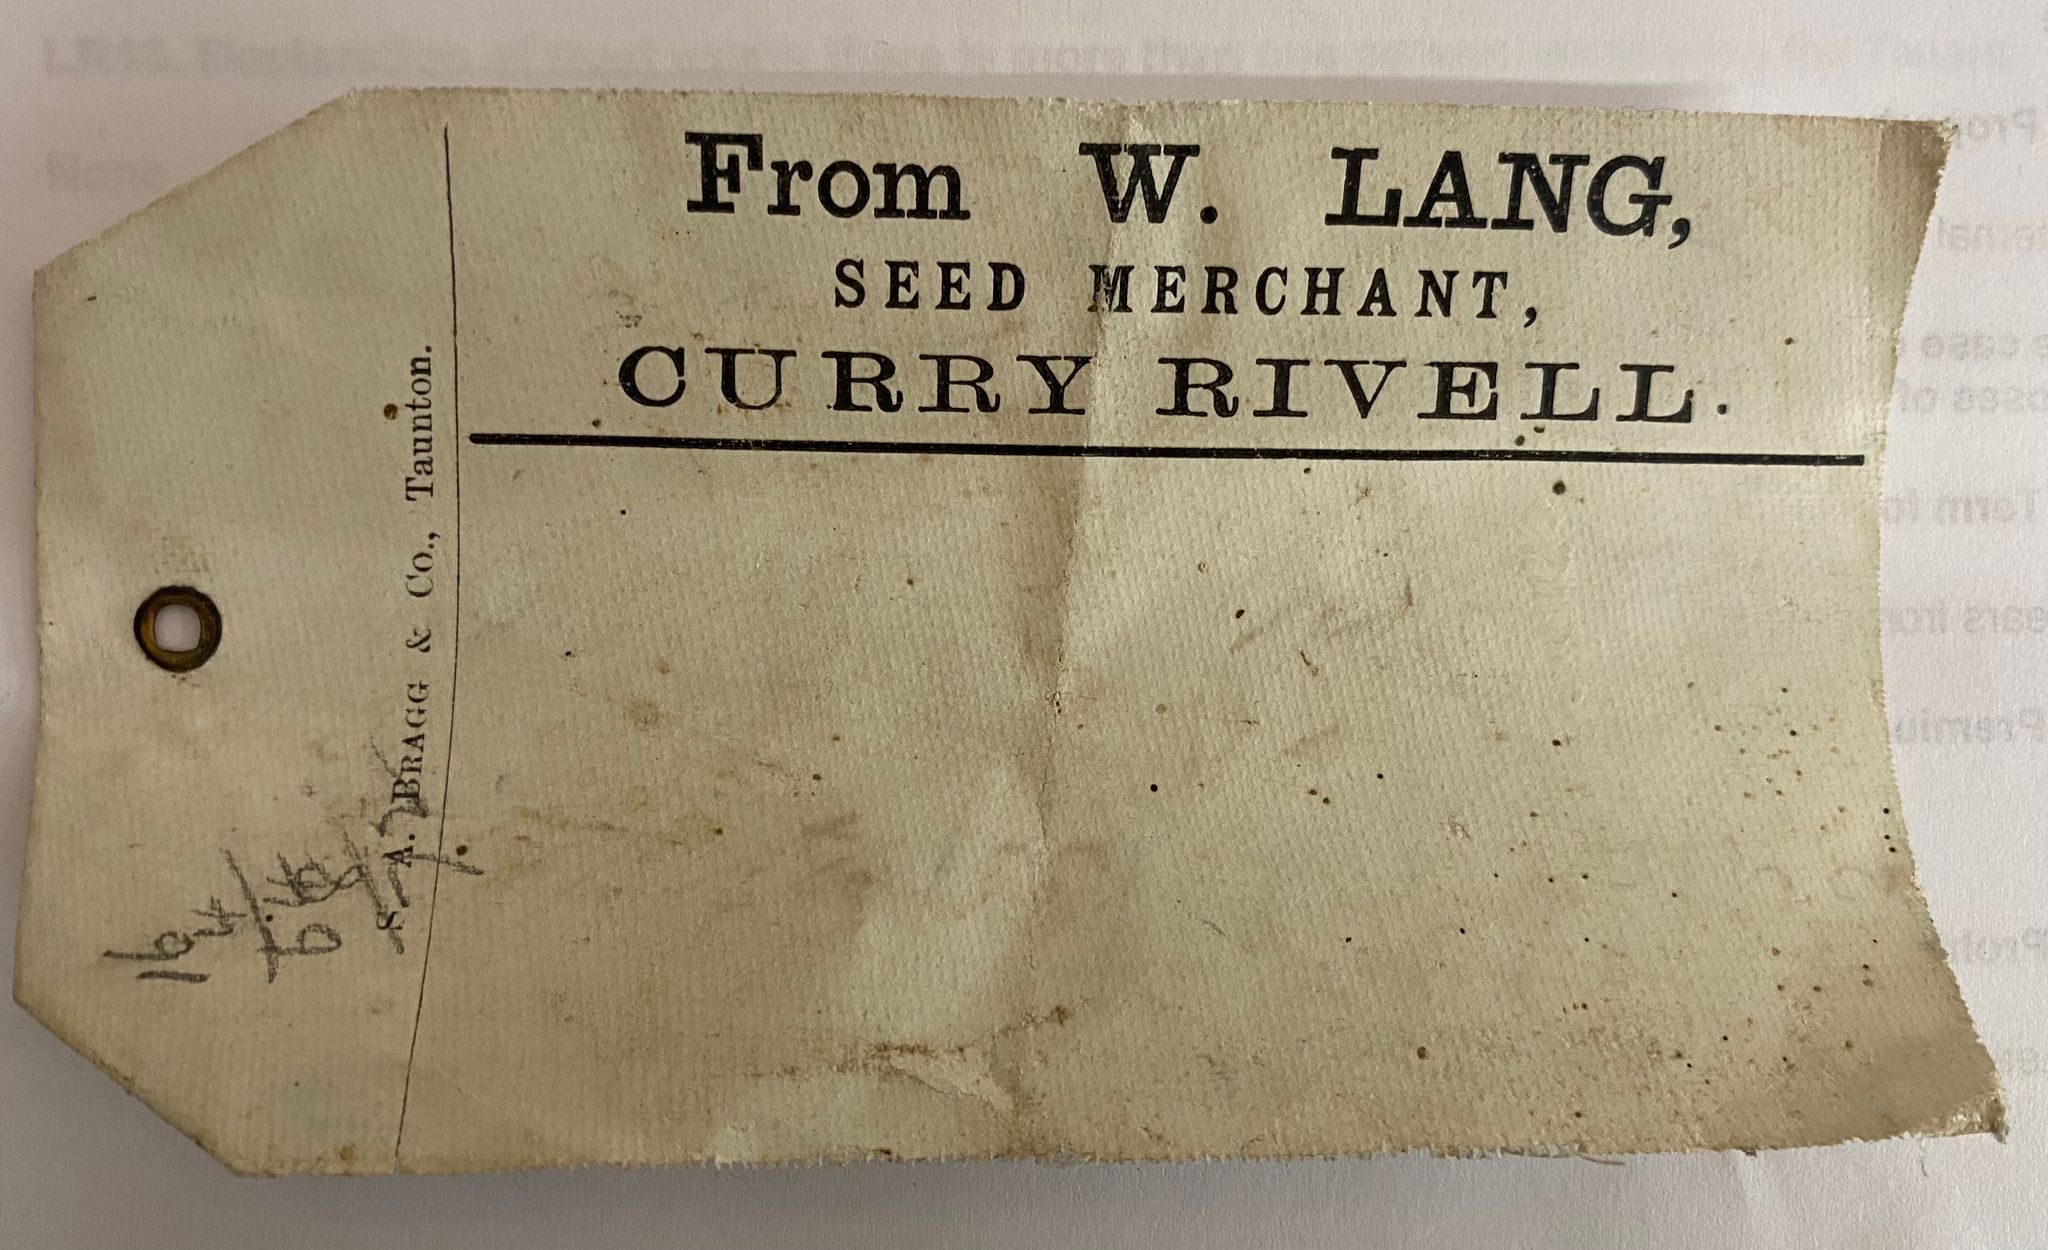 From W. LANG,
SEED MERCHANT,
CURRY RIVELL.
S. A. BRAGG & Co., Taunton.